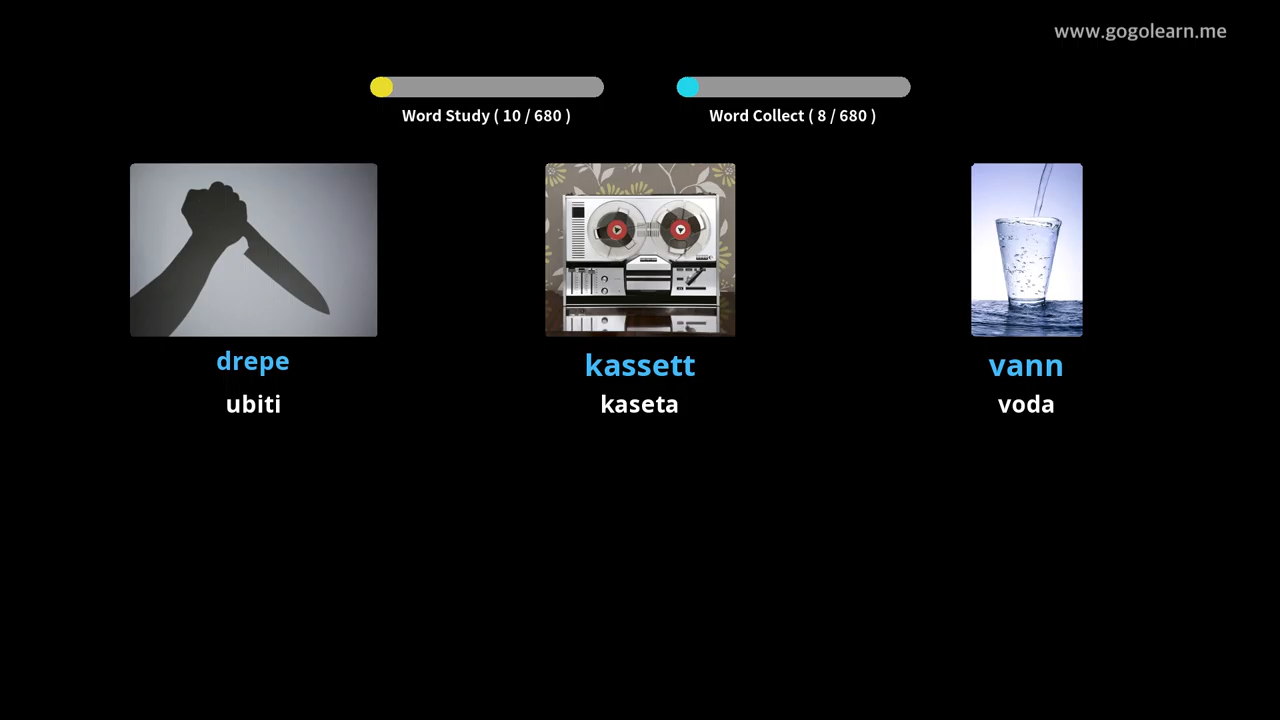 www.gogolearn.me
Word Study ( 10 / 680 )
Word Collect ( 8 / 680 )
drepe
kassett
vann
ubiti
kaseta
voda